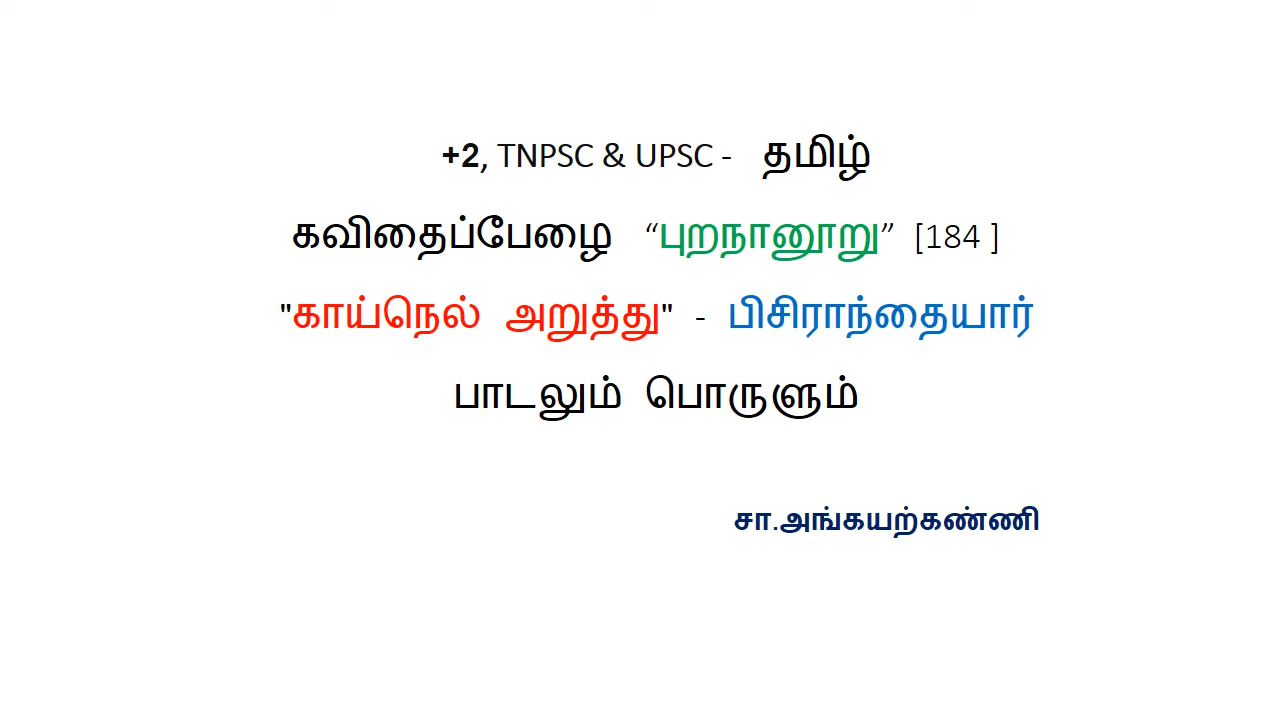 +2, TNPSC & UPSC - தமிழ்
கவிதைப்பேழை “புறநானூறு” [184 ]
"காய்நெல் அறுத்து" - பிசிராந்தையார்
பாடலும் பொருளும்
சா.அங்கயற்கண்ணி